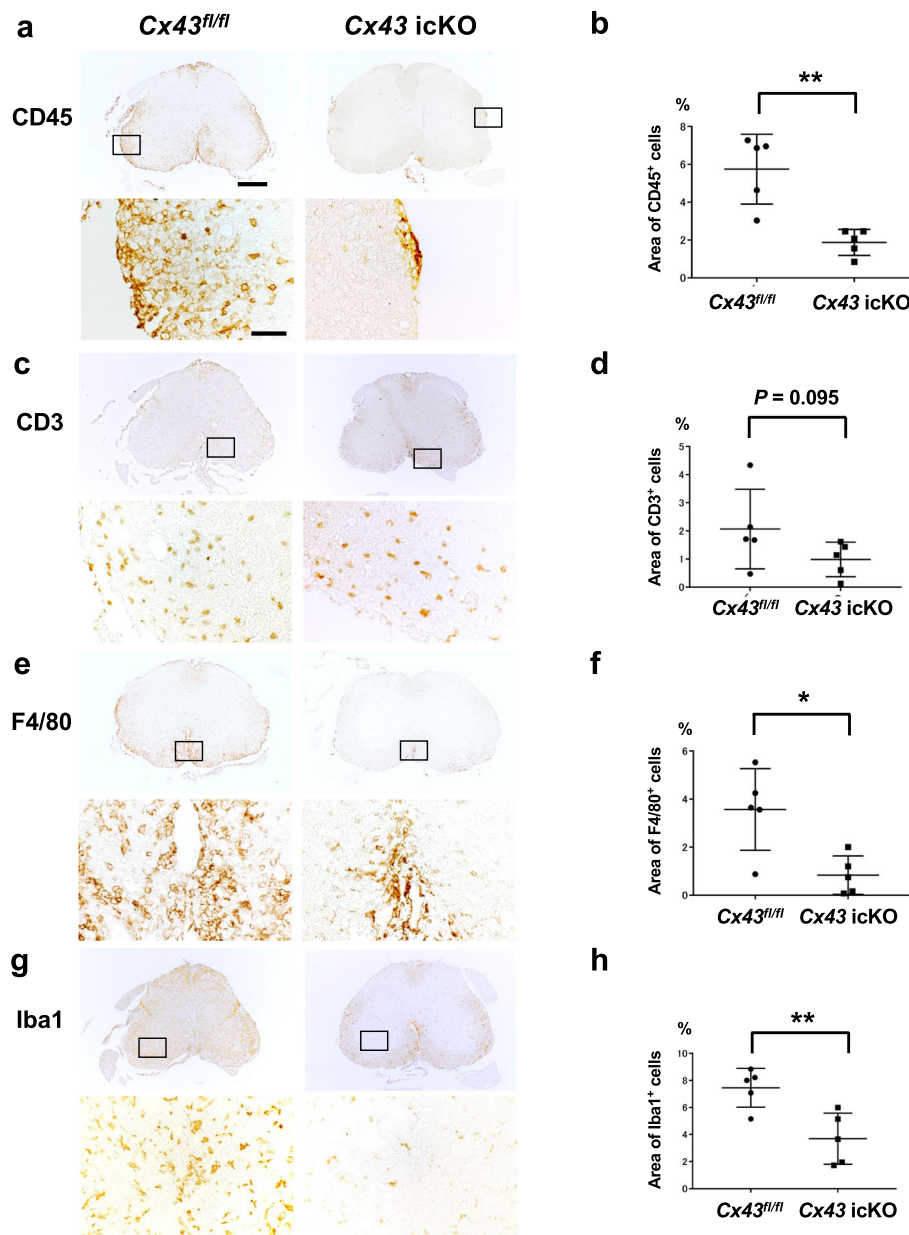 a
Cx43fl/fl
Cx43 icKO
CD45
b
**
%
8
6
4
2
0
Area of CD45+ cells
Cx43fl/fl
Cx43 icKO
c
CD3
d
P = 0.095
%
5
4
3
2
1
0
Area of CD3+ cells
Cx43fl/fl
Cx43 icKO
e
F4/80
f
*
%
6
4
2
0
Area of F4/80+ cells
Cx43fl/fl
Cx43 icKO
g
Iba1
h
**
%
10
8
6
4
2
0
Area of Iba1+ cells
Cx43fl/fl
Cx43 icKO